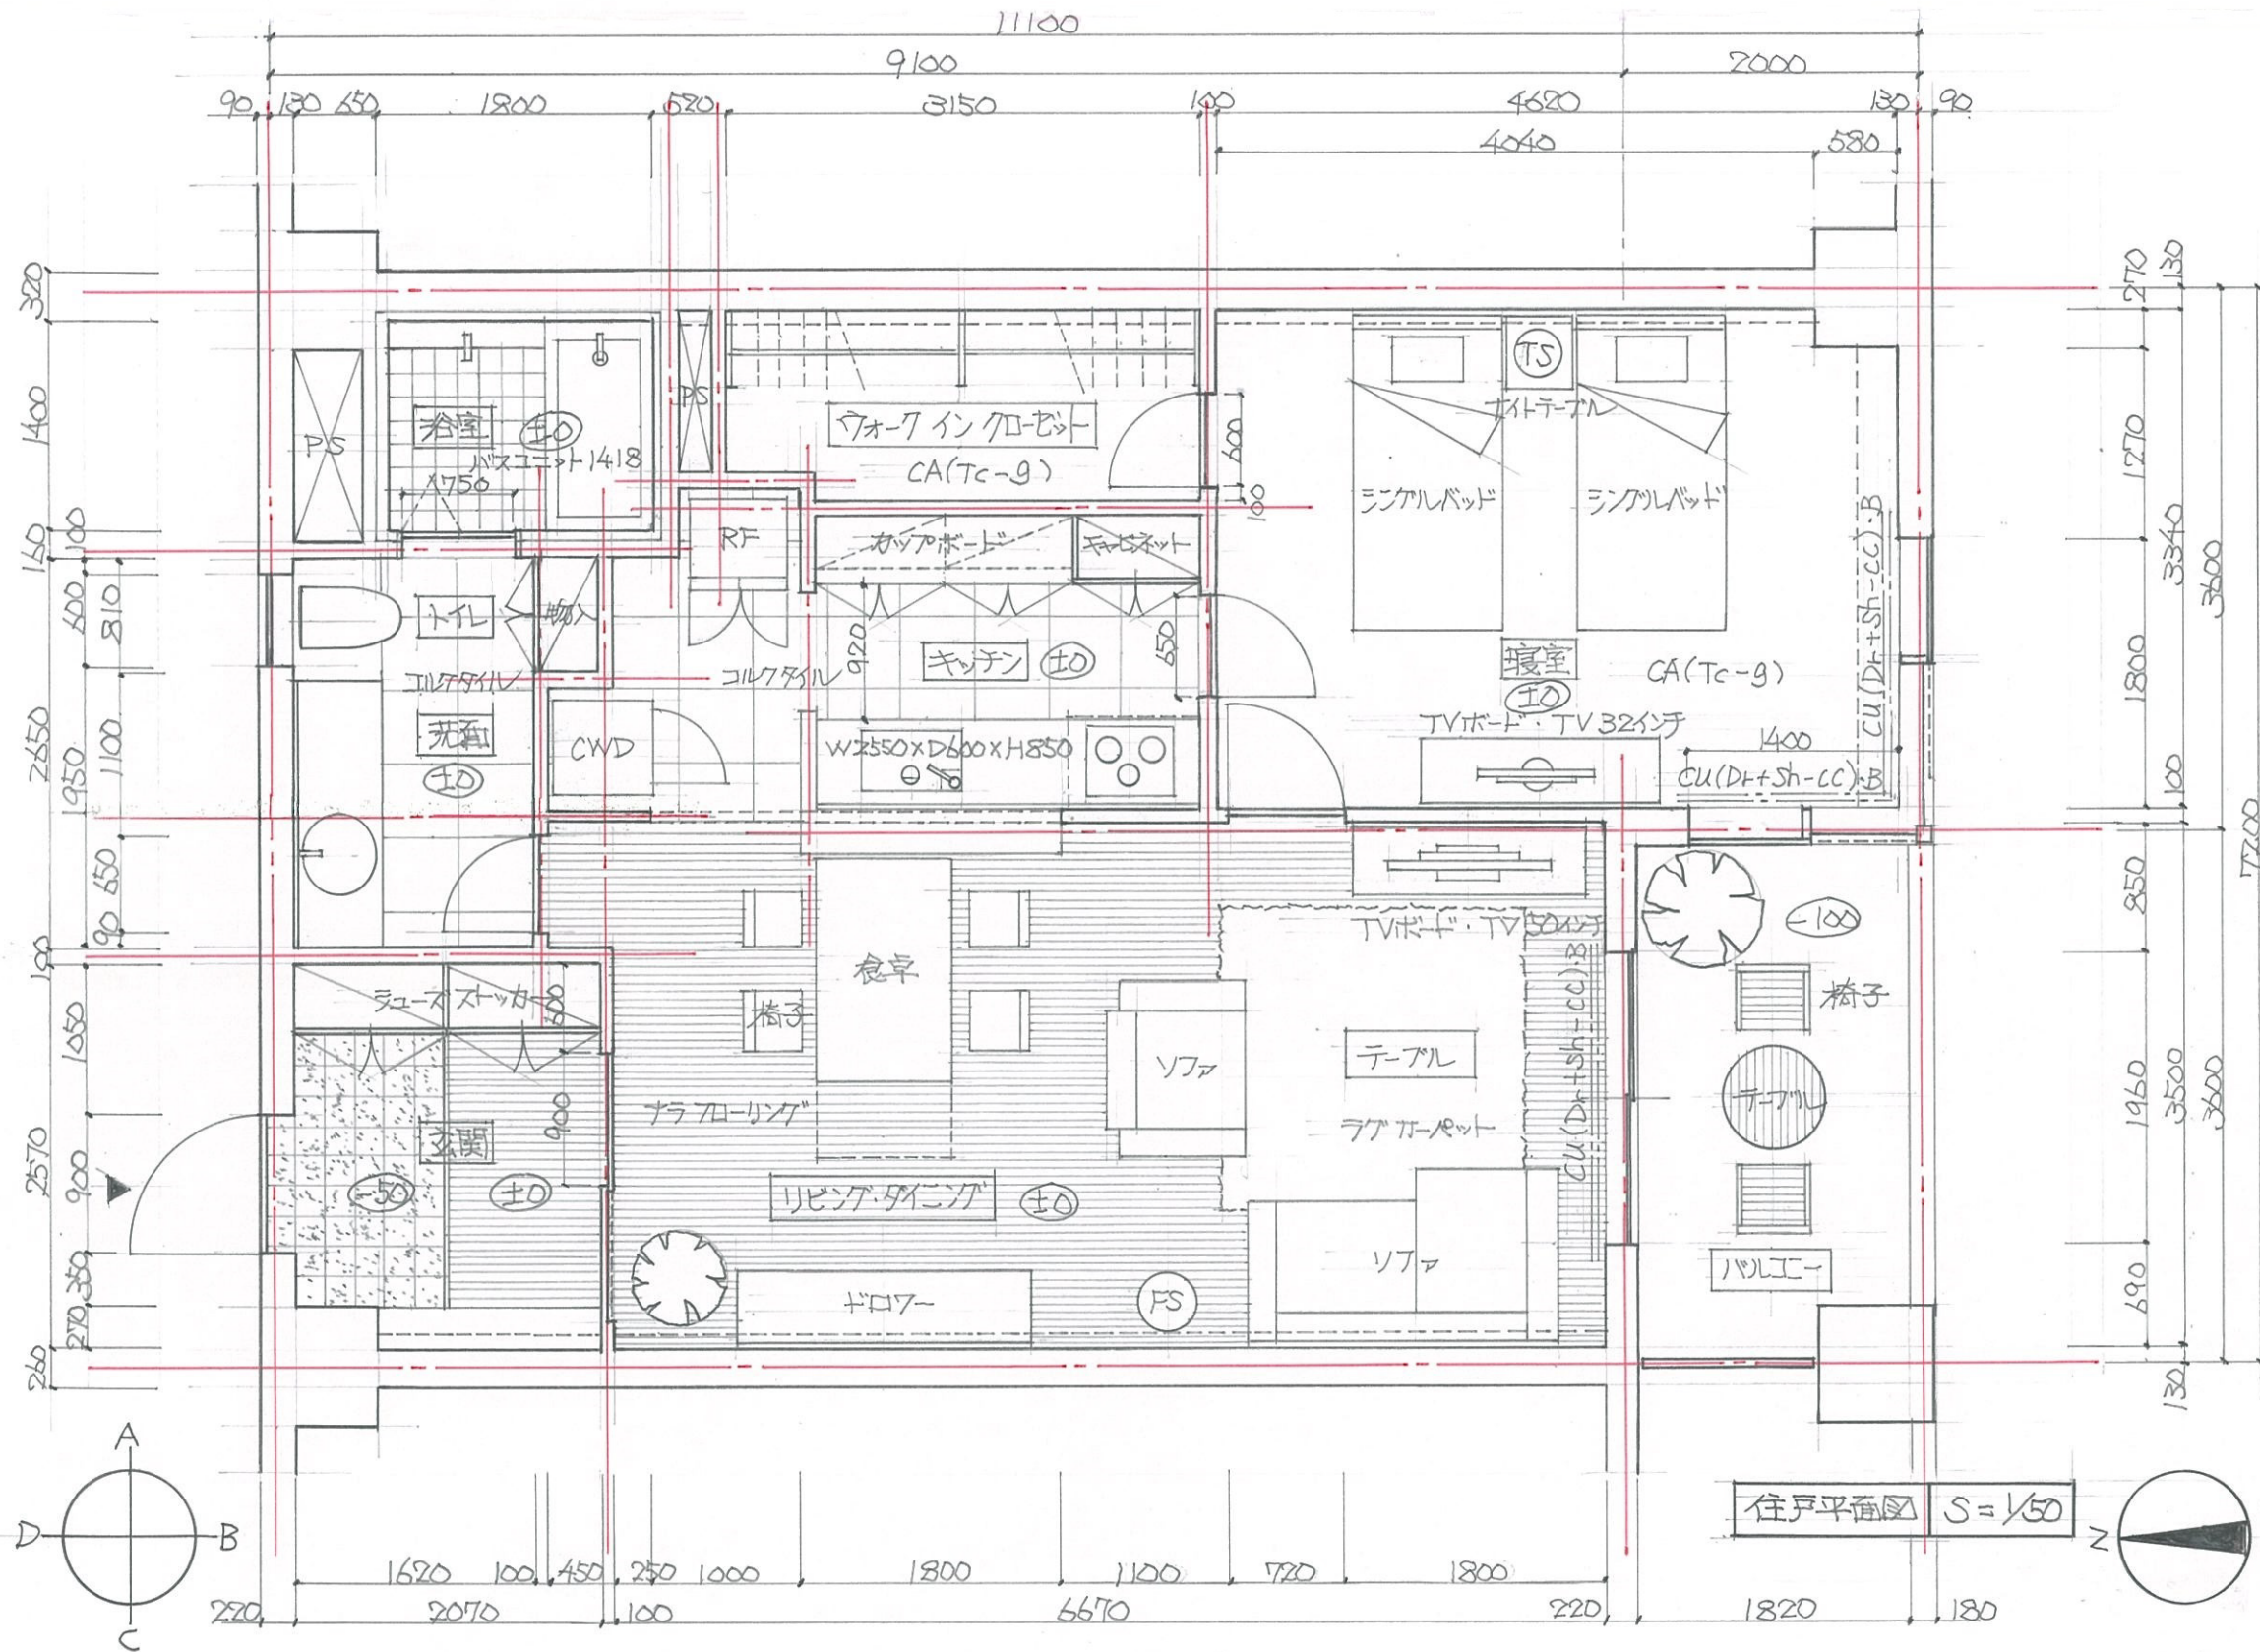 11100
9100
2000
90
130
650
1800
520
3150
100
4620
130
90
4040
580
320
1400
160
100
600
810
2650
1950
1100
650
90
100
1050
2570
900
350
270
260
130
270
1270
3340
3600
1800
100
7200
850
1960
3500
3600
690
130
PS
浴室
±0
バスユニット1418
750
PS
ウォークインクローゼット
CA(Tc-g)
600
100
TS
ナイトテーブル
シングルベッド
シングルベッド
RF
カップボード
キャビネット
トイレ
物入
コルクタイル
コルクタイル
920
キッチン
±0
650
寝室
±0
CA(Tc-g)
CU(Dr+Sh-cc)・B
洗面
±0
CWD
W2550×D600×H850
TVボード・TV32インチ
1400
CU(Dr+Sh-cc)・B
食卓
椅子
TVボード・TV50インチ
-100
椅子
シューズストッカー
500
ソファ
テーブル
CU(Dr+Sh-cc)・B
テーブル
ナラフローリング
ラグカーペット
900
玄関
-50
±0
リビング・ダイニング
±0
ドロワー
FS
ソファ
バルコニー
A
D
B
C
住戸平面図
S=1/50
N
1620
100
450
250
1000
1800
1100
720
1800
220
2070
100
6670
220
1820
180